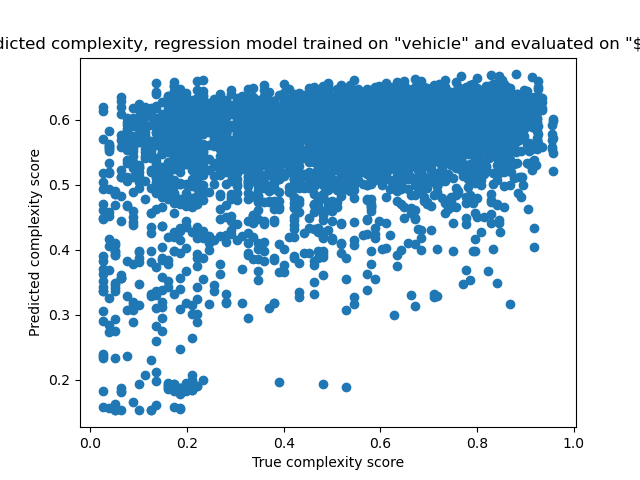 dicted complexity, regression model trained on "vehicle" and evaluated on "$
0.6
0.5
0.4
0.3
0.2
0.0 0.2 0.4 0.6 0.8 1.0
Predicted complexity score
True complexity score